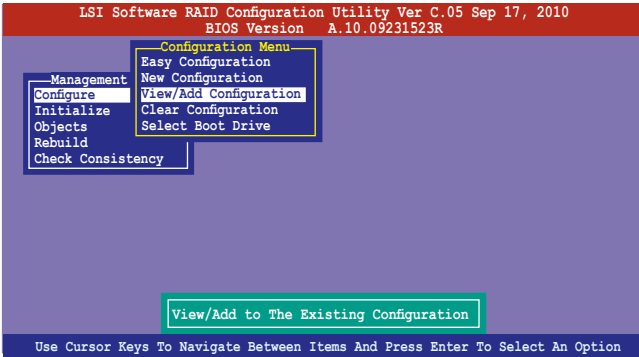 LSI Software RAID Configuration Utility Ver C.05 Sep 17, 2010
BIOS Version A.10.09231523R
Configuration Menu
Easy Configuration
New Configuration
View/Add Configuration
Clear Configuration
Select Boot Drive
Management
Configure
Initialize
Objects
Rebuild
Check Consistency
View/Add to The Existing Configuration
Use Cursor Keys To Navigate Between Items And Press Enter To Select An Option